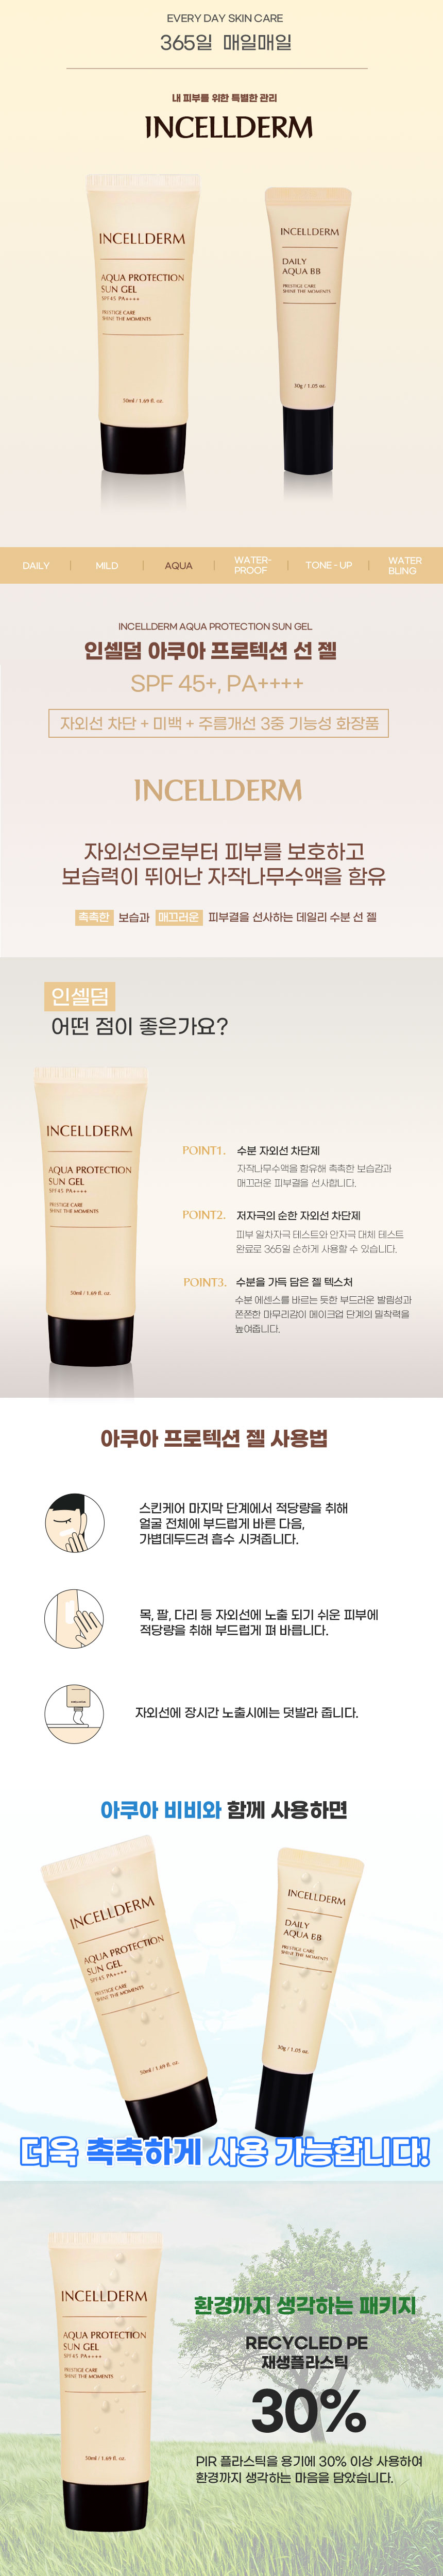 EVERY DAY SKIN CARE
365일 매일매일
내 피부를 위한 특별한 관리
INCELLDERM
INCELLDERM
AQUA PROTECTION
SUN GEL
SPF45 PA++++
PRESTIGE CARE
SHINE THE MOMENTS
50ml / 1.69 fl. oz.
INCELLDERM
DAILY
AQUA BB
PRESTIGE CARE
SHINE THE MOMENTS
30g / 1.05 oz.
DAILY | MILD | AQUA | WATER-PROOF | TONE-UP | WATER BLING
INCELLDERM AQUA PROTECTION SUN GEL
인셀덤 아쿠아 프로텍션 선 젤
SPF 45+, PA++++
자외선 차단 + 미백 + 주름개선 3중 기능성 화장품
INCELLDERM
자외선으로부터 피부를 보호하고
보습력이 뛰어난 자작나무수액을 함유
촉촉한 보습과 매끄러운 피부결을 선사하는 데일리 수분 선 젤
인셀덤
어떤 점이 좋은가요?
INCELLDERM
AQUA PROTECTION
SUN GEL
SPF45 PA++++
PRESTIGE CARE
SHINE THE MOMENTS
50ml / 1.69 fl. oz.
POINT1. 수분 자외선 차단제
자작나무수액을 함유해 촉촉한 보습감과
매끄러운 피부결을 선사합니다.
POINT2. 저자극의 순한 자외선 차단제
피부 일차자극 테스트와 안자극 대체 테스트
완료로 365일 순하게 사용할 수 있습니다.
POINT3. 수분을 가득 담은 젤 텍스처
수분 에센스를 바르는 듯한 부드러운 발림성과
쫀쫀한 마무리감이 메이크업 단계의 밀착력을
높여줍니다.
아쿠아 프로텍션 젤 사용법
스킨케어 마지막 단계에서 적당량을 취해
얼굴 전체에 부드럽게 바른 다음,
가볍데두드려 흡수 시켜줍니다.
목, 팔, 다리 등 자외선에 노출 되기 쉬운 피부에
적당량을 취해 부드럽게 펴 바릅니다.
자외선에 장시간 노출시에는 덧발라 줍니다.
아쿠아 비비와 함께 사용하면
INCELLDERM
AQUA PROTECTION
SUN GEL
SPF45 PA++++
PRESTIGE CARE
SHINE THE MOMENTS
50ml / 1.69 fl. oz.
INCELLDERM
DAILY
AQUA BB
PRESTIGE CARE
SHINE THE MOMENTS
30g / 1.05 oz.
더욱 촉촉하게 사용 가능합니다!
INCELLDERM
AQUA PROTECTION
SUN GEL
SPF45 PA++++
PRESTIGE CARE
SHINE THE MOMENTS
50ml / 1.69 fl. oz.
환경까지 생각하는 패키지
RECYCLED PE
재생플라스틱
30%
PIR 플라스틱을 용기에 30% 이상 사용하여
환경까지 생각하는 마음을 담았습니다.